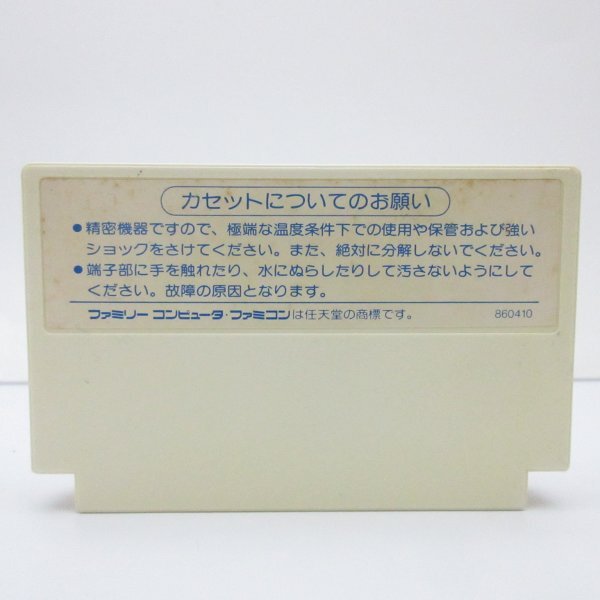 カセットについてのお願い
●精密機器ですので、極端な温度条件下での使用や保管および強い
ショックをさけてください。また、絶対に分解しないでください。
●端子部に手を触れたり、水にぬらしたりして汚さないようにして
ください。故障の原因となります。
ファミリー コンピュータ・ファミコンは任天堂の商標です。 860410